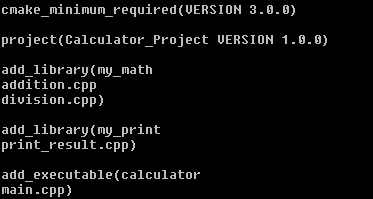 cmake_minimum_required(VERSION 3.0.0)
project(Calculator_Project VERSION 1.0.0)
add_library(my_math
addition.cpp
division.cpp)
add_library(my_print
print_result.cpp)
add_executable(calculator
main.cpp)